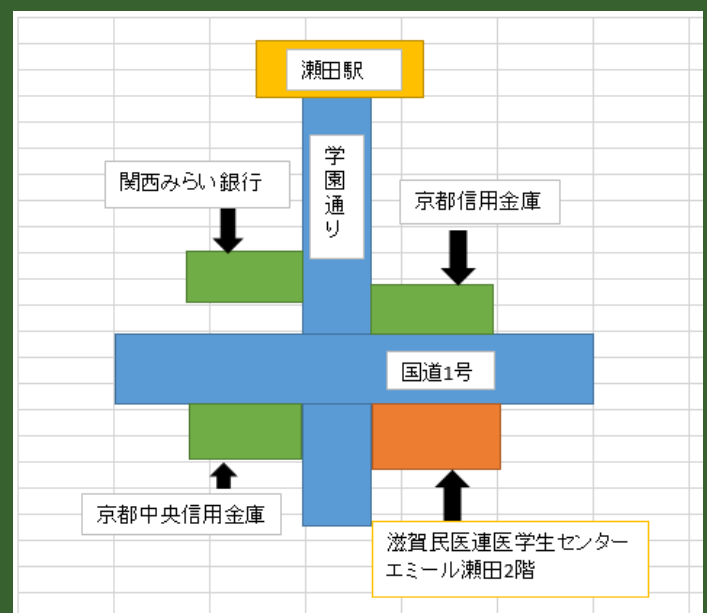 瀬田駅
学園通り
関西みらい銀行
京都信用金庫
国道1号
京都中央信用金庫
滋賀民医連医学生センター
エミール瀬田2階